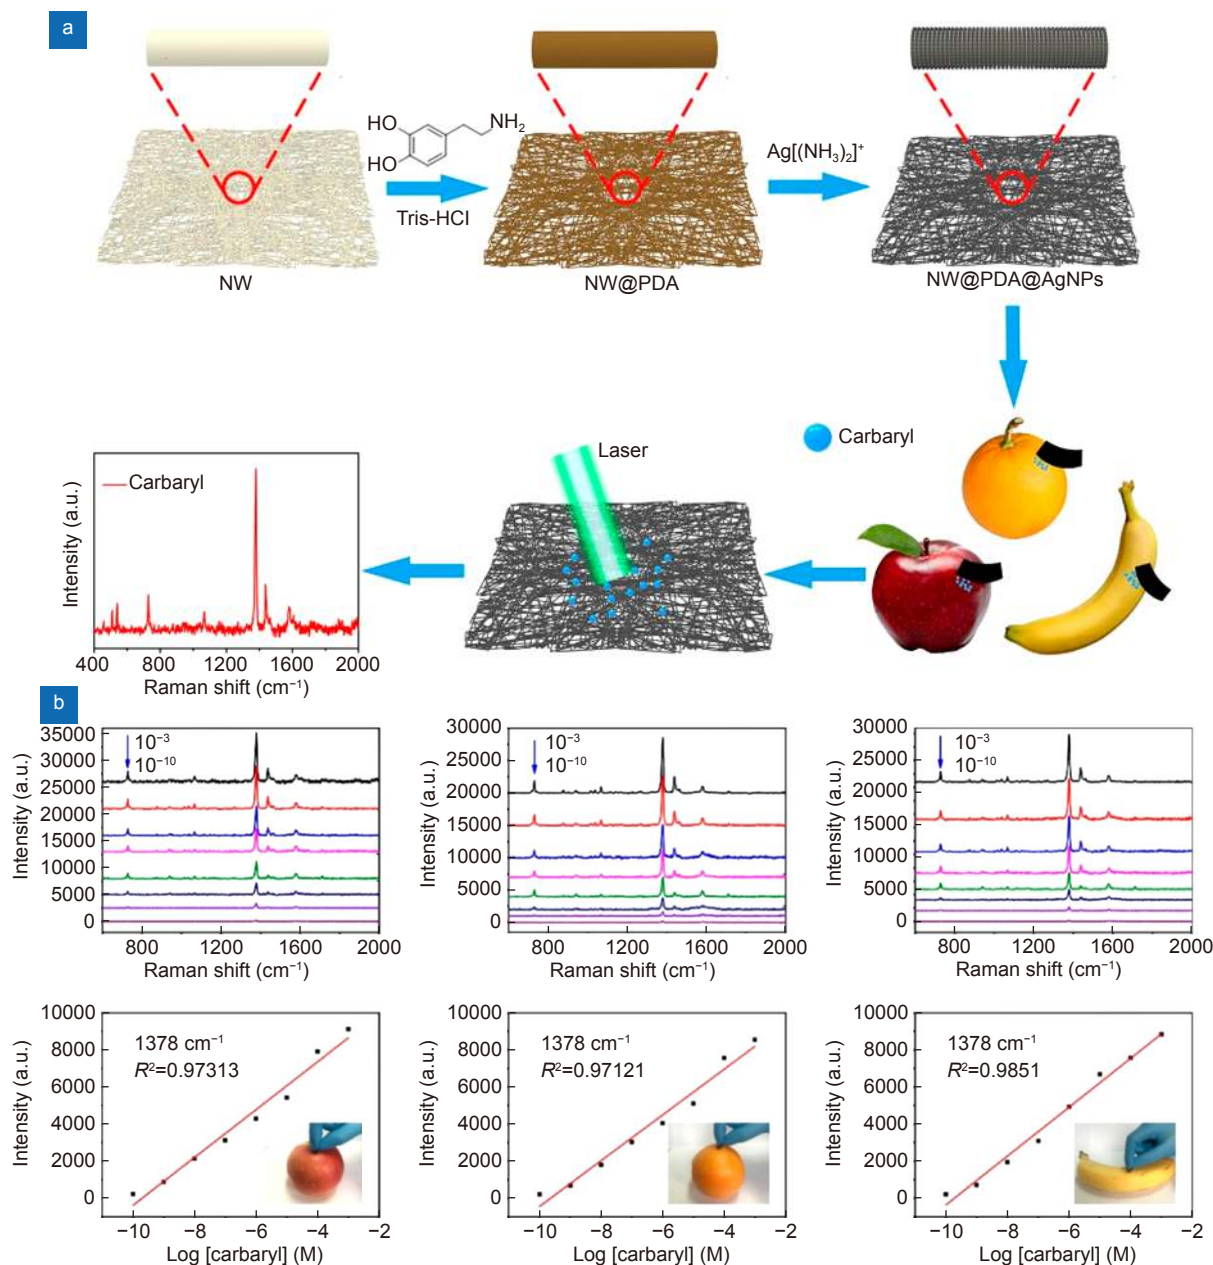 a
HO
HO
NH₂
Tris-HCl
Ag[(NH₃)₂]⁺
NW
NW@PDA
NW@PDA@AgNPs
Carbaryl
Laser
Carbaryl
Intensity (a.u.)
400 800 1200 1600 2000
Raman shift (cm⁻¹)
b
35000
30000
25000
20000
15000
10000
5000
0
Intensity (a.u.)
10⁻³
10⁻¹⁰
800 1200 1600 2000
Raman shift (cm⁻¹)
30000
25000
20000
15000
10000
5000
0
Intensity (a.u.)
10⁻³
10⁻¹⁰
800 1200 1600 2000
Raman shift (cm⁻¹)
30000
25000
20000
15000
10000
5000
0
Intensity (a.u.)
10⁻³
10⁻¹⁰
800 1200 1600 2000
Raman shift (cm⁻¹)
10000
8000
6000
4000
2000
0
Intensity (a.u.)
1378 cm⁻¹
R²=0.97313
−10 −8 −6 −4 −2
Log [carbaryl] (M)
10000
8000
6000
4000
2000
0
Intensity (a.u.)
1378 cm⁻¹
R²=0.97121
−10 −8 −6 −4 −2
Log [carbaryl] (M)
10000
8000
6000
4000
2000
0
Intensity (a.u.)
1378 cm⁻¹
R²=0.9851
−10 −8 −6 −4 −2
Log [carbaryl] (M)